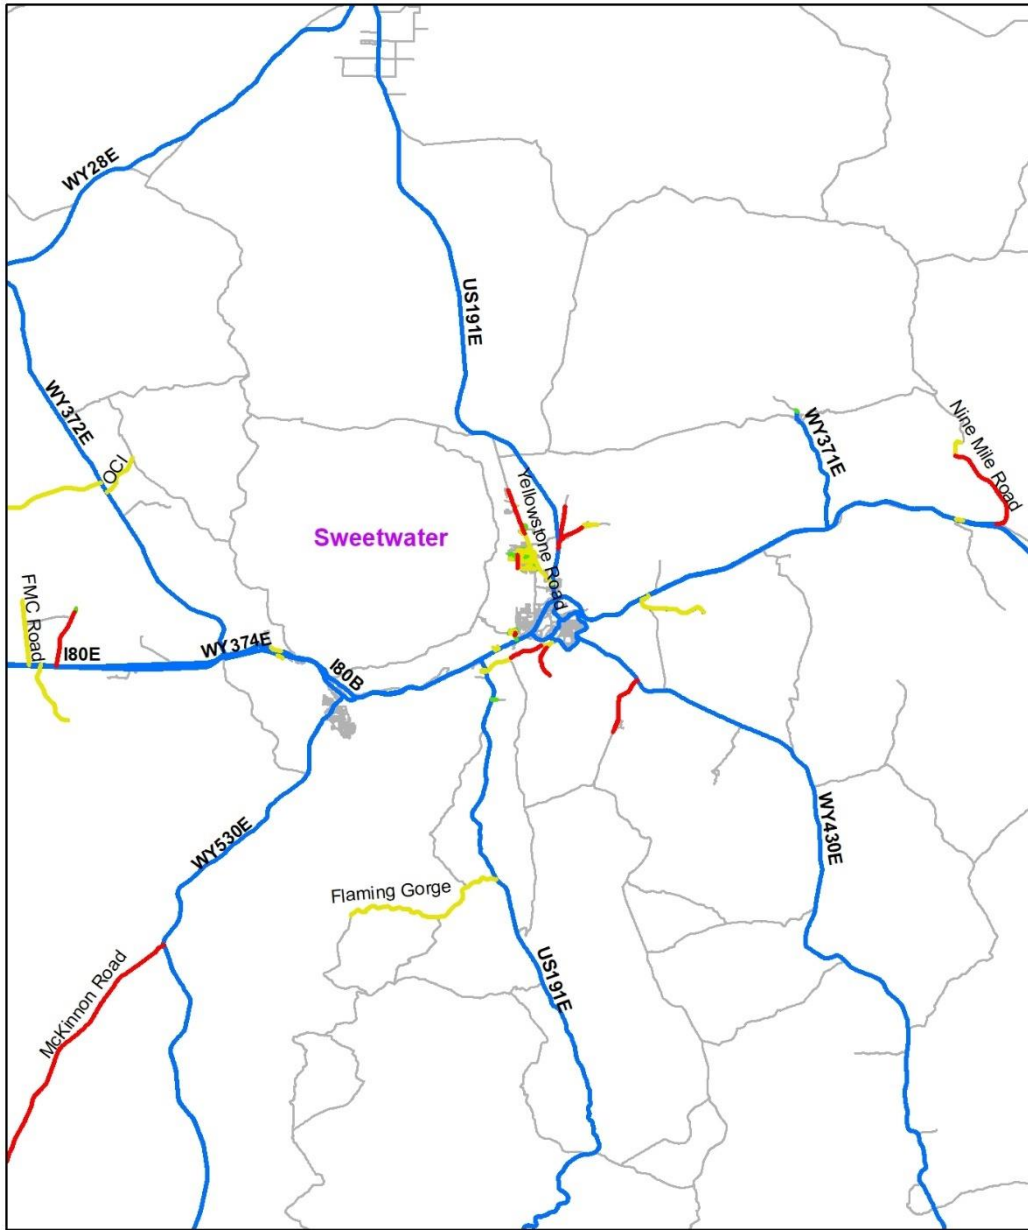 WY28E
US191E
WY372E
OCI
WY371E
Nine Mile Road
Yellowstone Road
Sweetwater
FMC Road
I80E
WY374E
I80B
WY530E
WY430E
Flaming Gorge
US191E
McKinnon Road